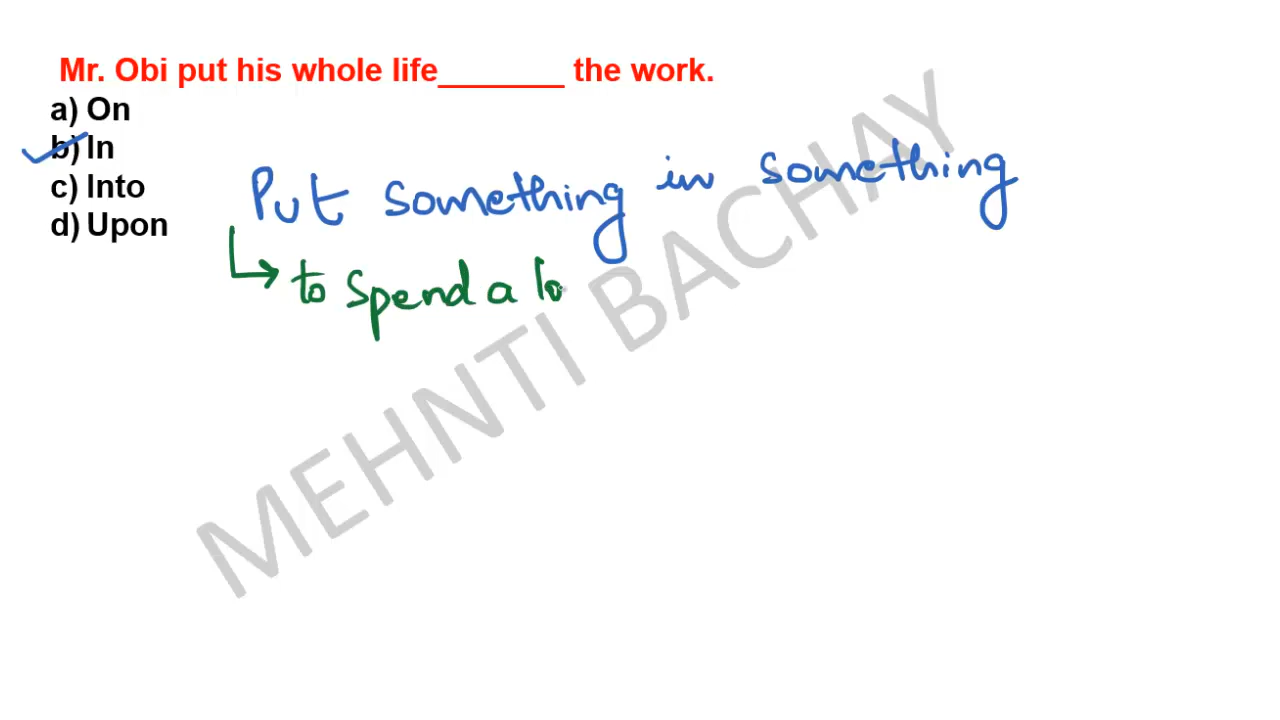 Mr. Obi put his whole life_______ the work.
a) On
b) In
c) Into
d) Upon
Put something in something
to spend a lo
MEHNTI BACHAY